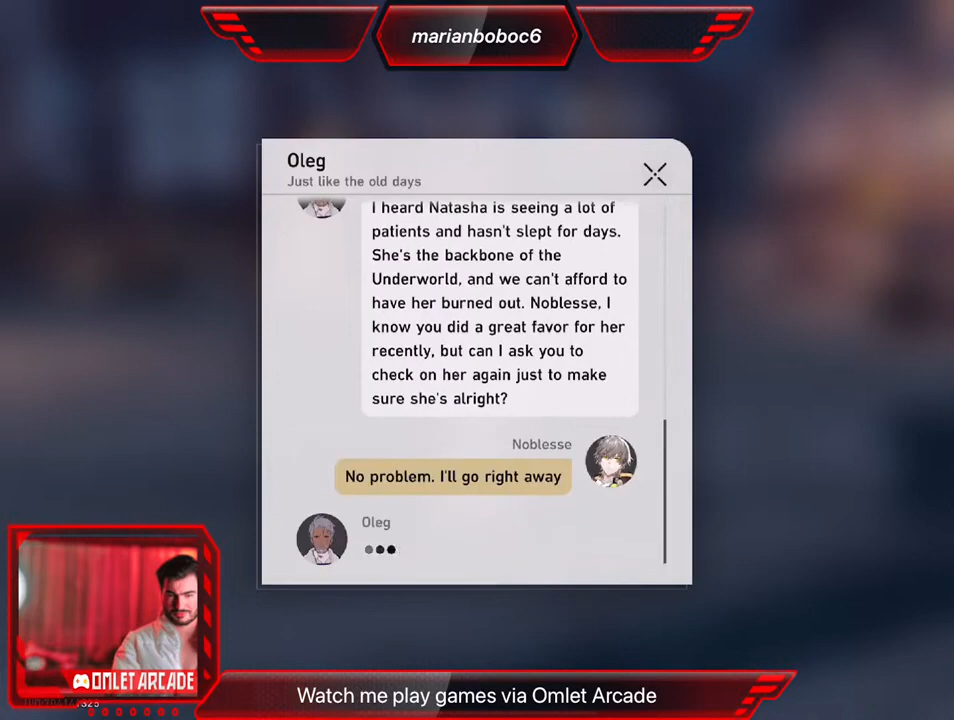 marianboboc6
Oleg
Just like the old days
I heard Natasha is seeing a lot of
patients and hasn't slept for days.
She's the backbone of the
Underworld, and we can't afford to
have her burned out. Noblesse, I
know you did a great favor for her
recently, but can I ask you to
check on her again just to make
sure she's alright?
Noblesse
No problem. I'll go right away
Oleg
OMLET ARCADE
Watch me play games via Omlet Arcade